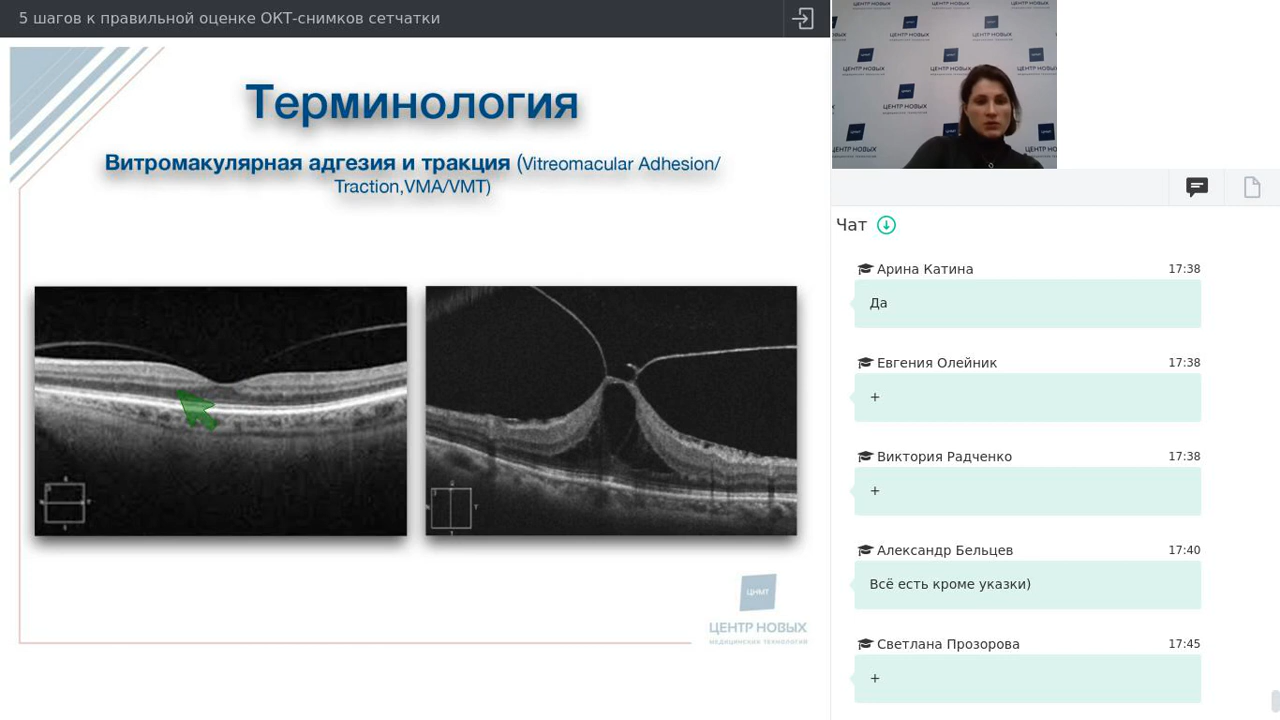 5 шагов к правильной оценке ОКТ-снимков сетчатки
Терминология
Витромакулярная адгезия и тракция (Vitreomacular Adhesion/
Traction,VMA/VMT)
ЦНМТ
ЦЕНТР НОВЫХ
МЕДИЦИНСКИХ ТЕХНОЛОГИЙ
ЦЕНТР НОВЫХ
Чат
Арина Катина 17:38
Да
Евгения Олейник 17:38
+
Виктория Радченко 17:38
+
Александр Бельцев 17:40
Всё есть кроме указки)
Светлана Прозорова 17:45
+